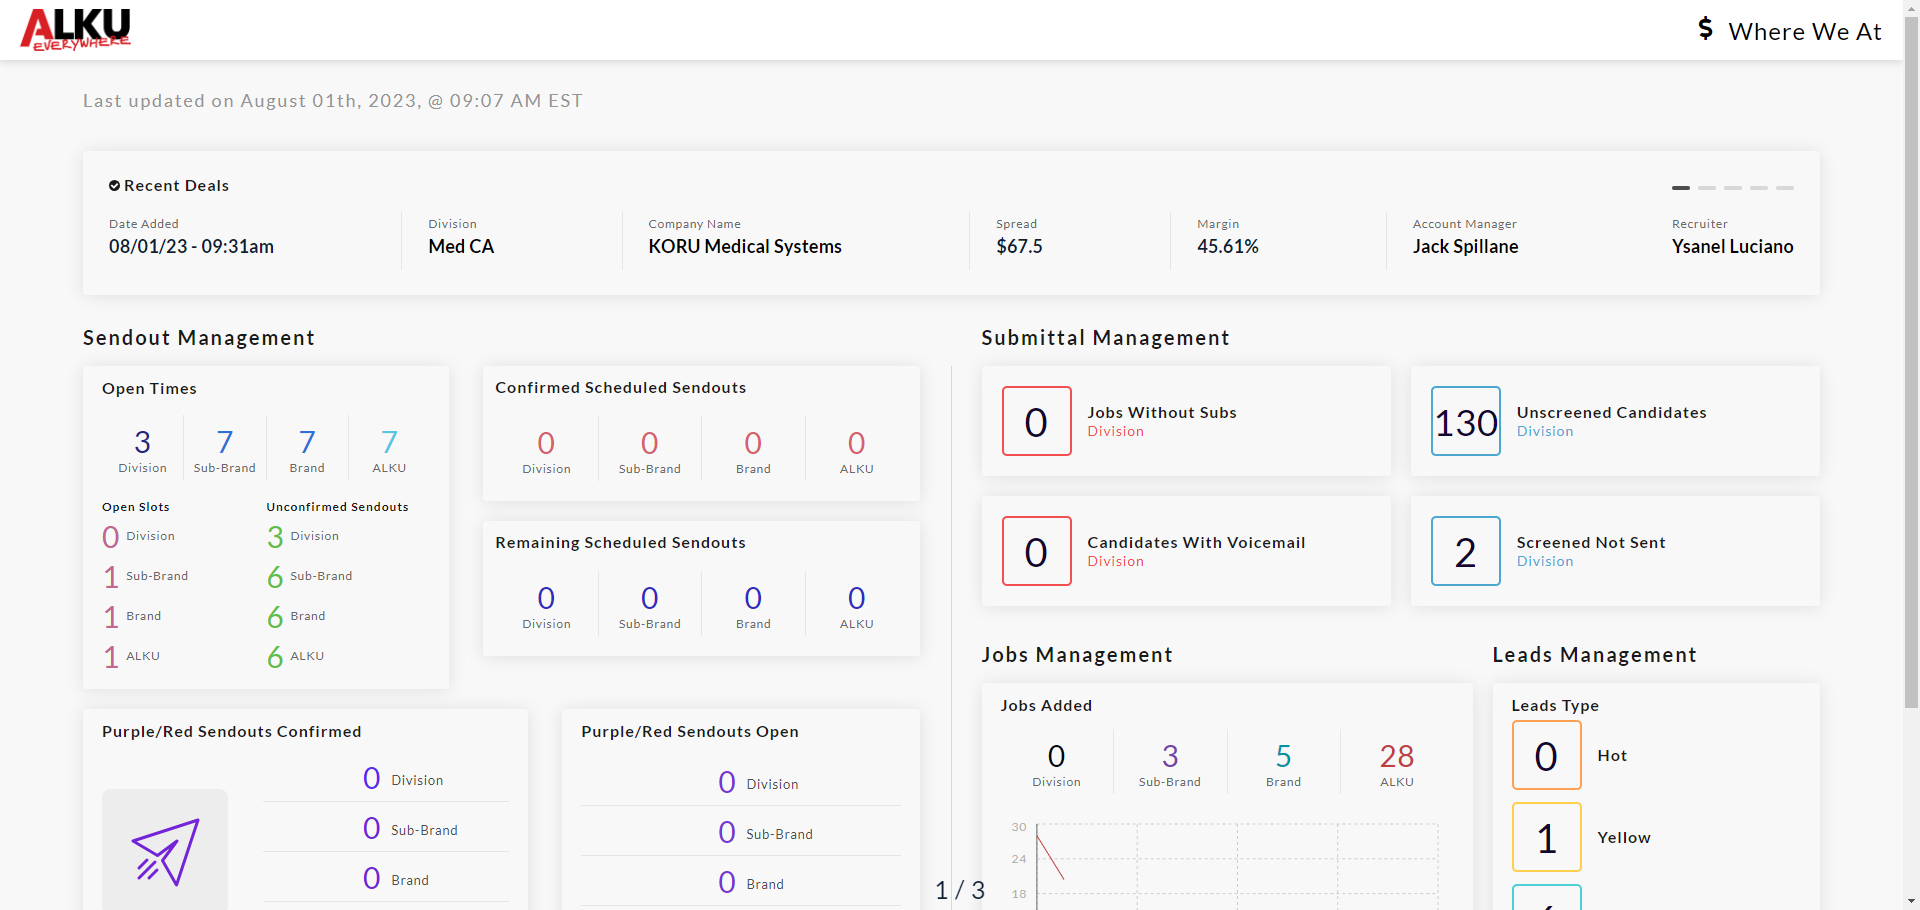 ALKU
EVERYWHERE
$ Where We At
Last updated on August 01th, 2023, @ 09:07 AM EST
Recent Deals
Date Added Division Company Name Spread Margin Account Manager Recruiter
08/01/23 - 09:31am Med CA KORU Medical Systems $67.5 45.61% Jack Spillane Ysanel Luciano
Sendout Management
Open Times
3 7 7 7
Division Sub-Brand Brand ALKU
Open Slots Unconfirmed Sendouts
0 Division 3 Division
1 Sub-Brand 6 Sub-Brand
1 Brand 6 Brand
1 ALKU 6 ALKU
Confirmed Scheduled Sendouts
0 0 0 0
Division Sub-Brand Brand ALKU
Remaining Scheduled Sendouts
0 0 0 0
Division Sub-Brand Brand ALKU
Purple/Red Sendouts Confirmed
0 Division
0 Sub-Brand
0 Brand
Purple/Red Sendouts Open
0 Division
0 Sub-Brand
0 Brand
Submittal Management
0 Jobs Without Subs
Division
130 Unscreened Candidates
Division
0 Candidates With Voicemail
Division
2 Screened Not Sent
Division
Jobs Management
Jobs Added
0 3 5 28
Division Sub-Brand Brand ALKU
30
24
18
Leads Management
Leads Type
0 Hot
1 Yellow
1 / 3